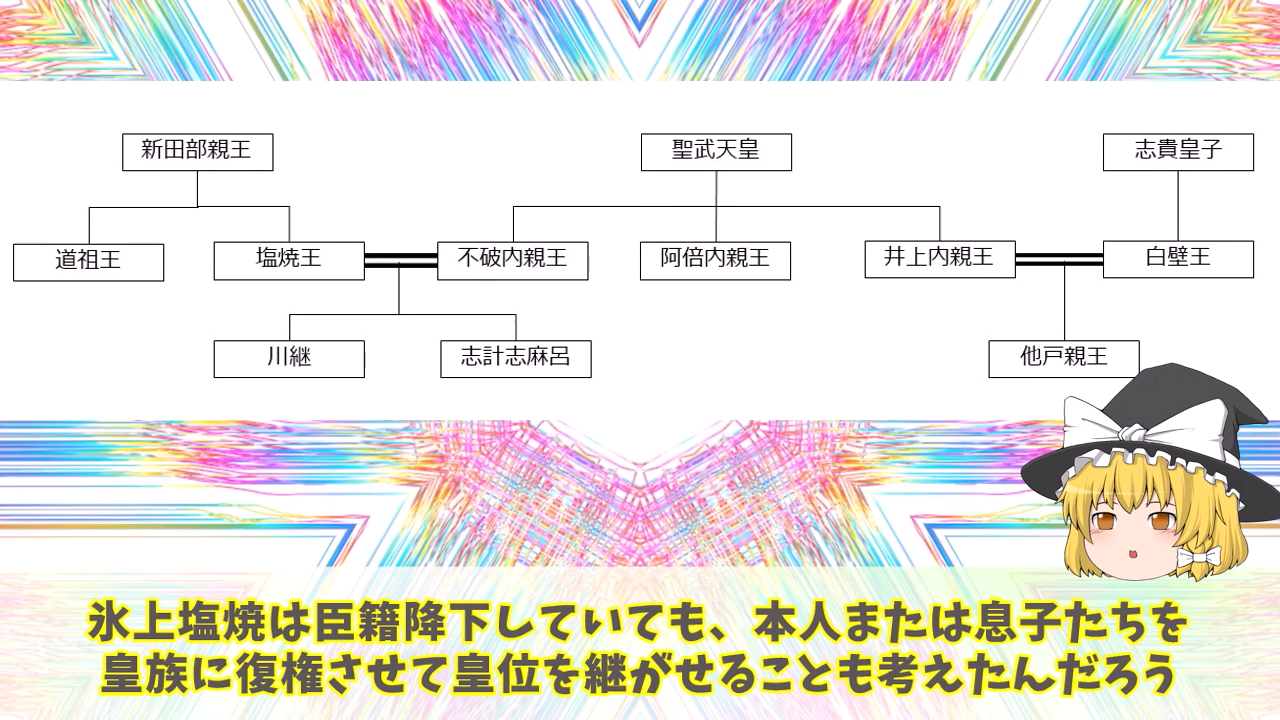 新田部親王
聖武天皇
志貴皇子
道祖王
塩焼王
不破内親王
阿倍内親王
井上内親王
白壁王
川継
志計志麻呂
他戸親王
氷上塩焼は臣籍降下していても、本人または息子たちを
皇族に復権させて皇位を継がせることも考えたんだろう